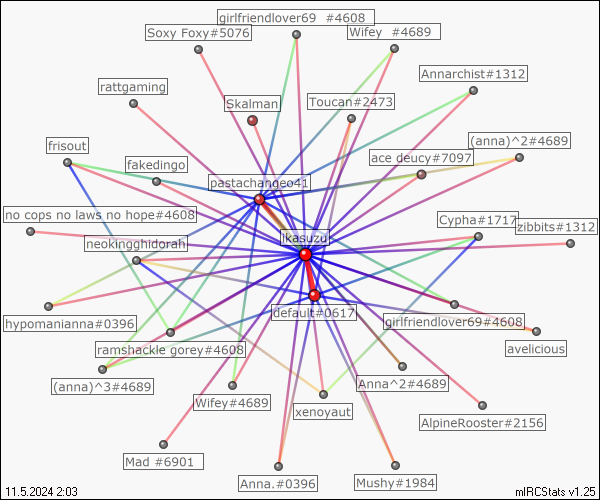 girlfriendlover69 #4608
Soxy Foxy#5076
Wifey #4689
Annarchist#1312
rattgaming
Skalman
Toucan#2473
frisout
(anna)^2#4689
fakedingo
ace deucy#7097
pastachangeo41
no cops no laws no hope#4608
Cypha#1717
zibbits#1312
ikasuzu
neokingghidorah
default#0617
hypomanianna#0396
girlfriendlover69#4608
ramshackle gorey#4608
avelicious
(anna)^3#4689
Anna^2#4689
Wifey#4689
xenoyaut
AlpineRooster#2156
Mad #6901
Anna.#0396
Mushy#1984
11.5.2024 2:03
mIRCStats v1.25